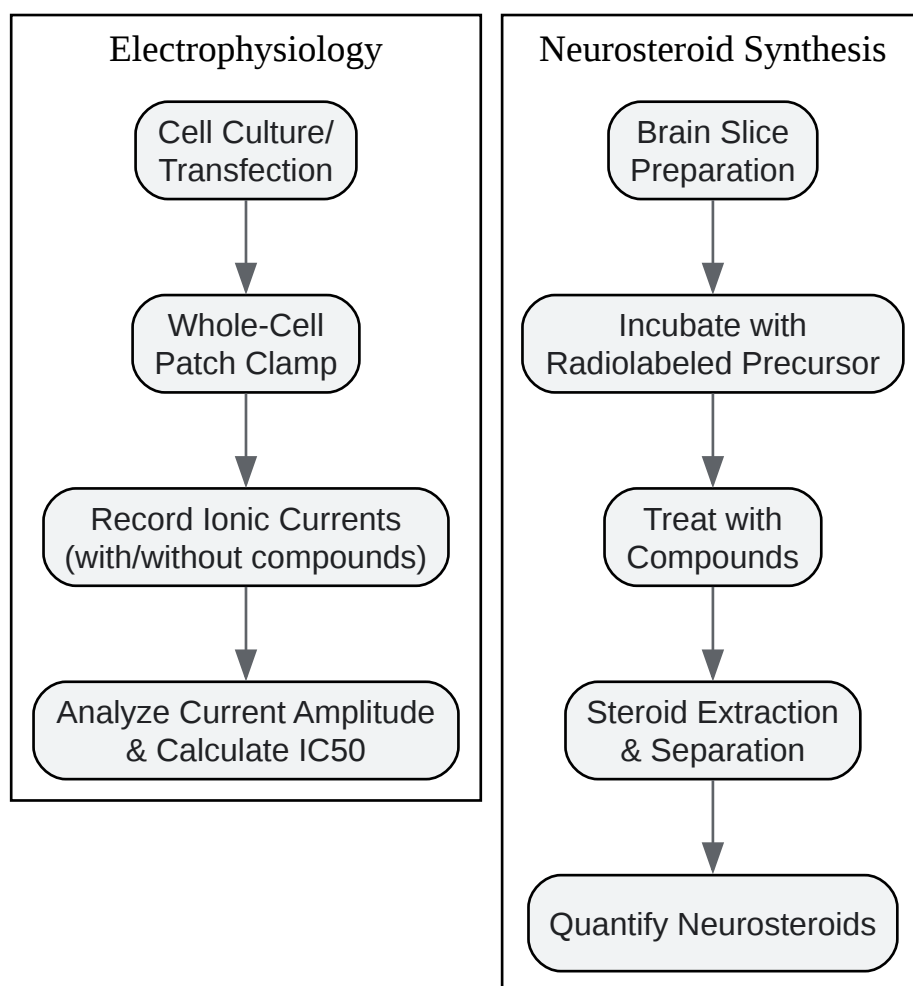 Electrophysiology
Cell Culture/
Transfection
Whole-Cell
Patch Clamp
Record Ionic Currents
(with/without compounds)
Analyze Current Amplitude
& Calculate IC50
Neurosteroid Synthesis
Brain Slice
Preparation
Incubate with
Radiolabeled Precursor
Treat with
Compounds
Steroid Extraction
& Separation
Quantify Neurosteroids